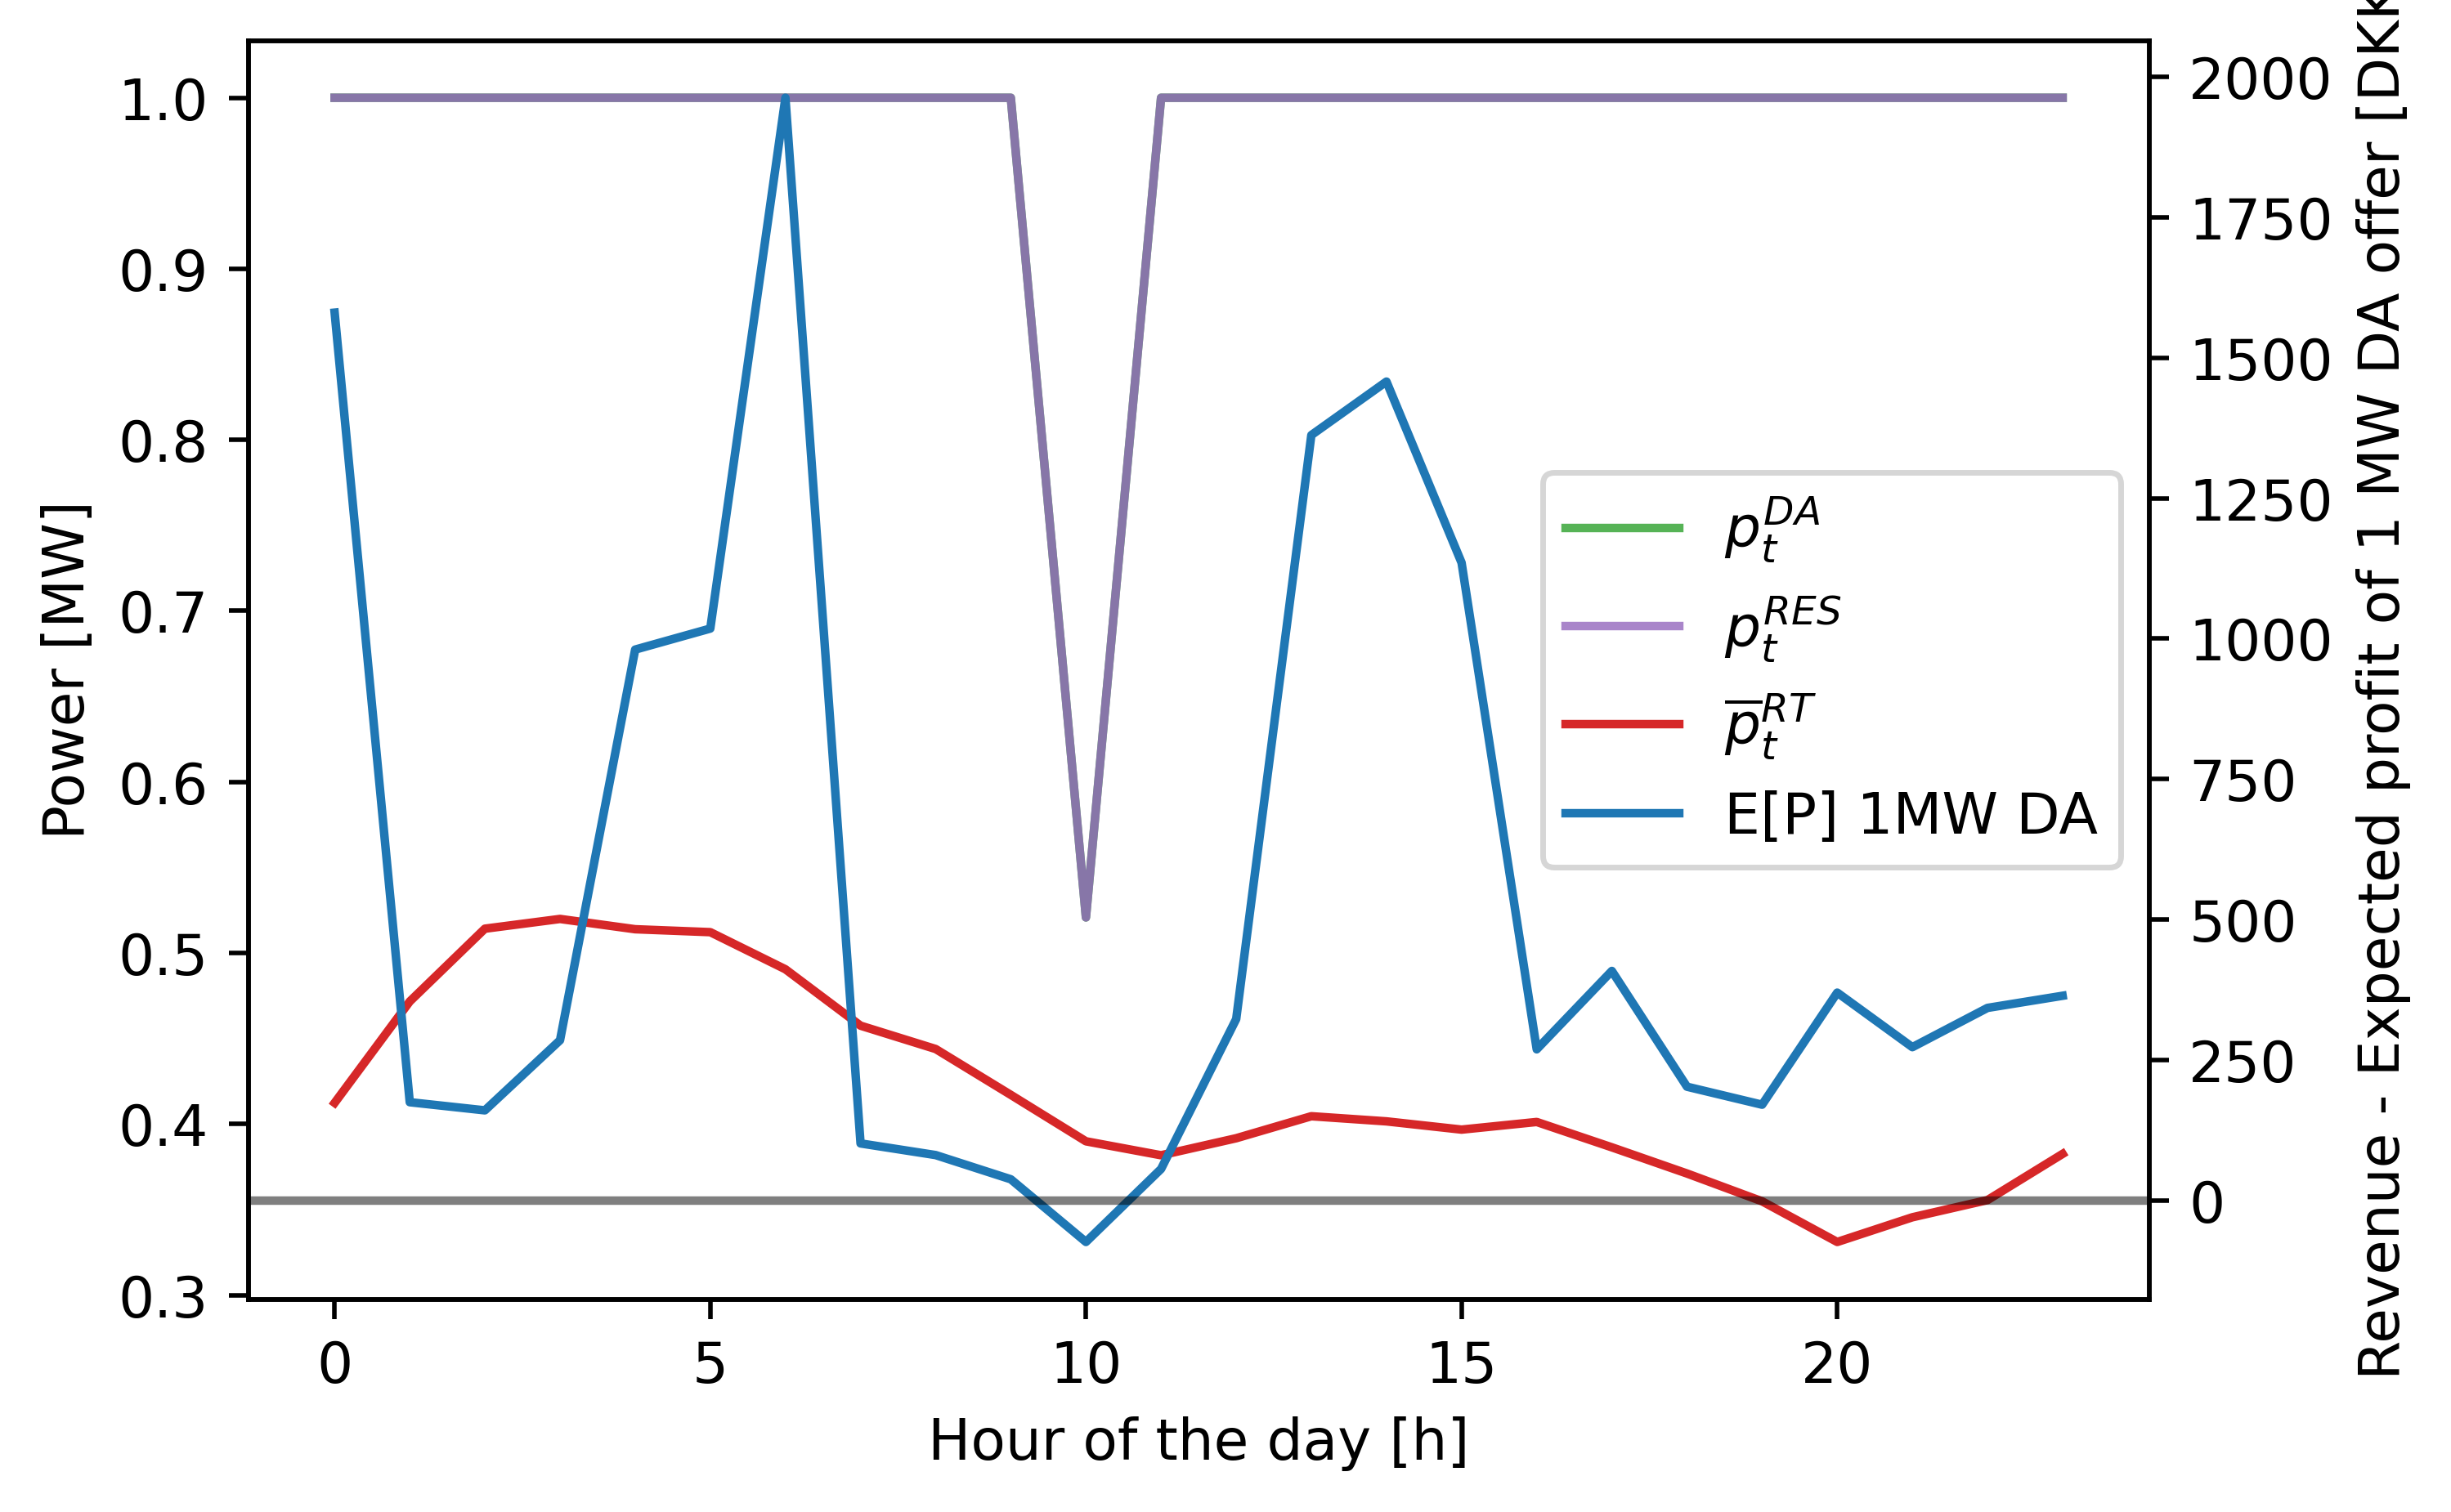 1.0
0.9
0.8
0.7
0.6
0.5
0.4
0.3
Power [MW]
0 5 10 15 20
Hour of the day [h]
2000
1750
1500
1250
1000
750
500
250
0
Revenue - Expected profit of 1 MW DA offer [DK
p_t^{DA}
p_t^{RES}
\overline{p}_t^{RT}
E[P] 1MW DA